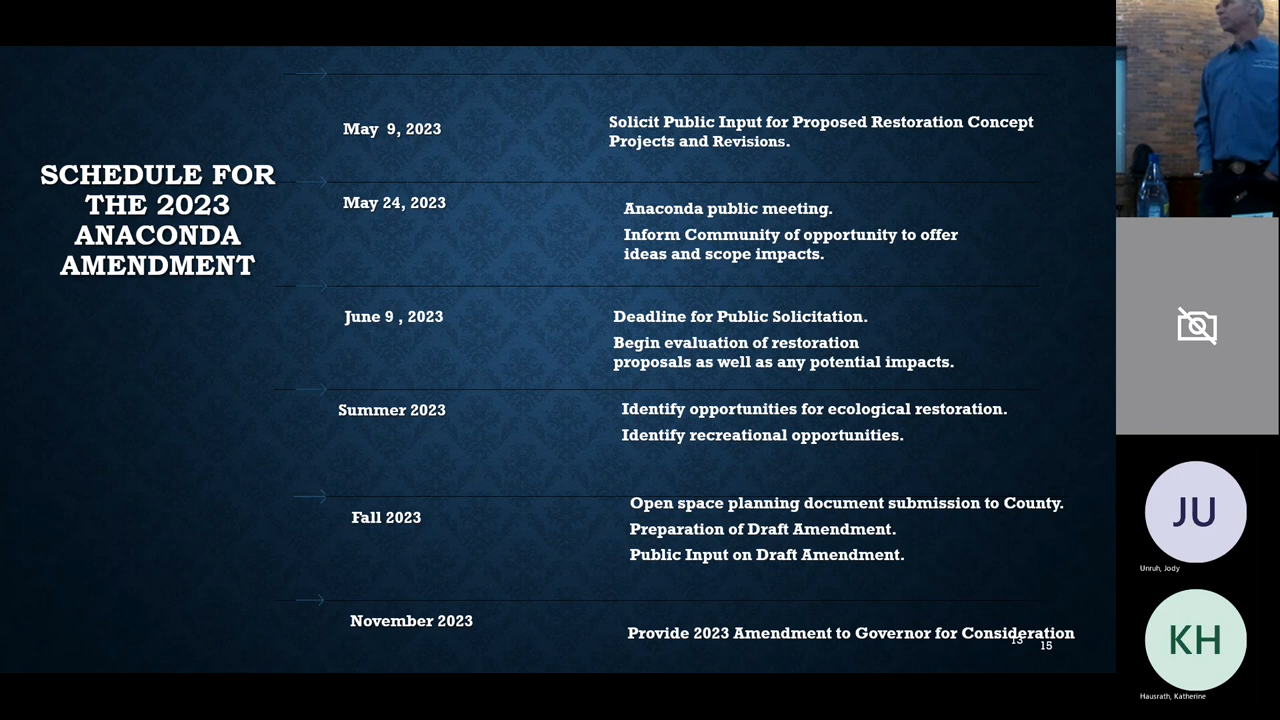 SCHEDULE FOR
THE 2023
ANACONDA
AMENDMENT
May  9, 2023
Solicit Public Input for Proposed Restoration Concept
Projects and Revisions.
May 24, 2023
Anaconda public meeting.
Inform Community of opportunity to offer
ideas and scope impacts.
June 9 , 2023
Deadline for Public Solicitation.
Begin evaluation of restoration
proposals as well as any potential impacts.
Summer 2023
Identify opportunities for ecological restoration.
Identify recreational opportunities.
Fall 2023
Open space planning document submission to County.
Preparation of Draft Amendment.
Public Input on Draft Amendment.
November 2023
Provide 2023 Amendment to Governor for Consideration
13
15
JU
Unruh, Jody
KH
Hausrath, Katherine